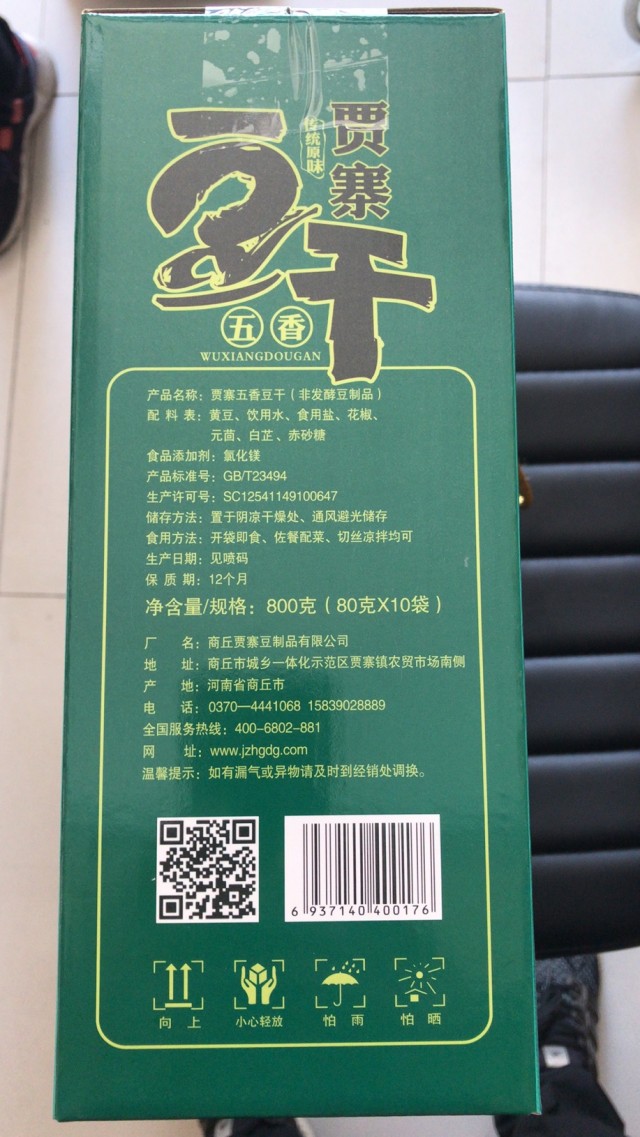 贾寨
传统原味
豆干
五香
WUXIANGDOUGAN
产品名称：贾寨五香豆干（非发酵豆制品）
配料表：黄豆、饮用水、食用盐、花椒、
元茴、白芷、赤砂糖
食品添加剂：氯化镁
产品标准号：GB/T23494
生产许可号：SC12541149100647
储存方法：置于阴凉干燥处、通风避光储存
食用方法：开袋即食、佐餐配菜、切丝凉拌均可
生产日期：见喷码
保质期：12个月
净含量/规格：800克（80克X10袋）
厂名：商丘贾寨豆制品有限公司
地址：商丘市城乡一体化示范区贾寨镇农贸市场南侧
产地：河南省商丘市
电话：0370—4441068 15839028889
全国服务热线：400-6802-881
网址：www.jzhgdg.com
温馨提示：如有漏气或异物请及时到经销处调换。
6 937140 400176
向上 小心轻放 怕雨 怕晒